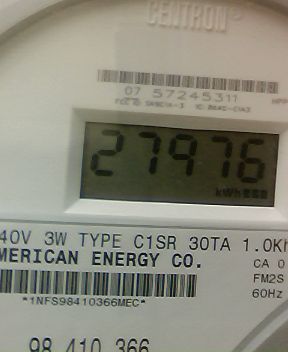 CENTRON®
07 57245311
27976
kWh
40V 3W TYPE C1SR 30TA 1.0Kh
MERICAN ENERGY CO.
CA 0
FM2S
60Hz
*1NFS98410366MEC*
98 410 366